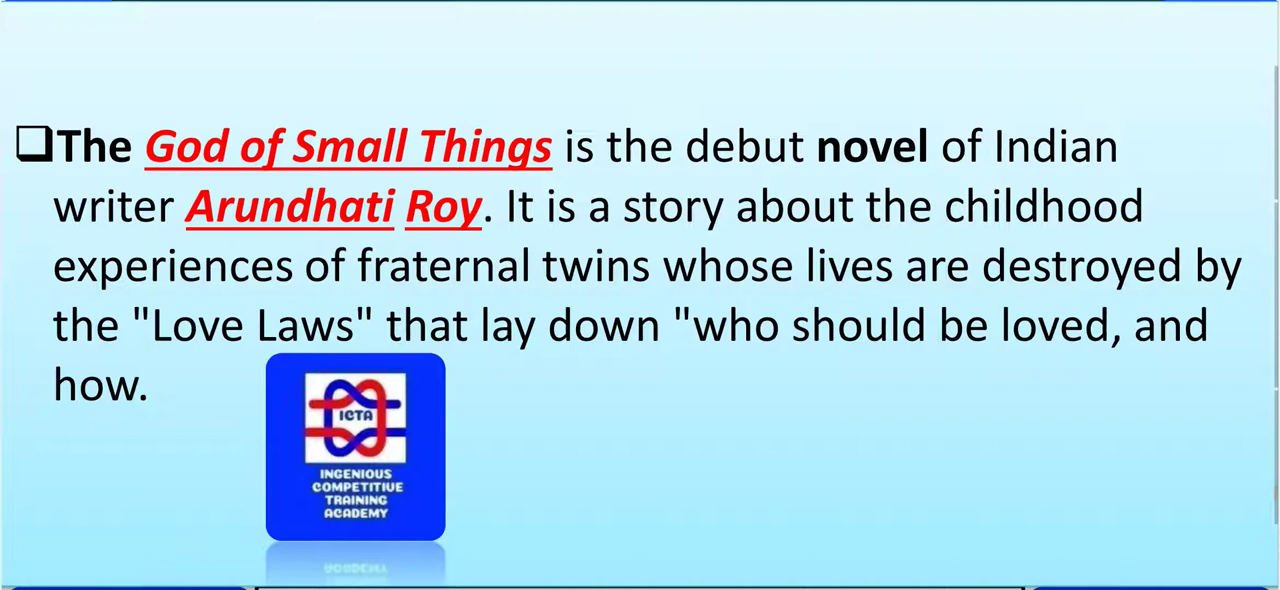 ❑The God of Small Things is the debut novel of Indian
writer Arundhati Roy. It is a story about the childhood
experiences of fraternal twins whose lives are destroyed by
the "Love Laws" that lay down "who should be loved, and
how.
ICTA
INGENIOUS
COMPETITIVE
TRAINING
ACADEMY